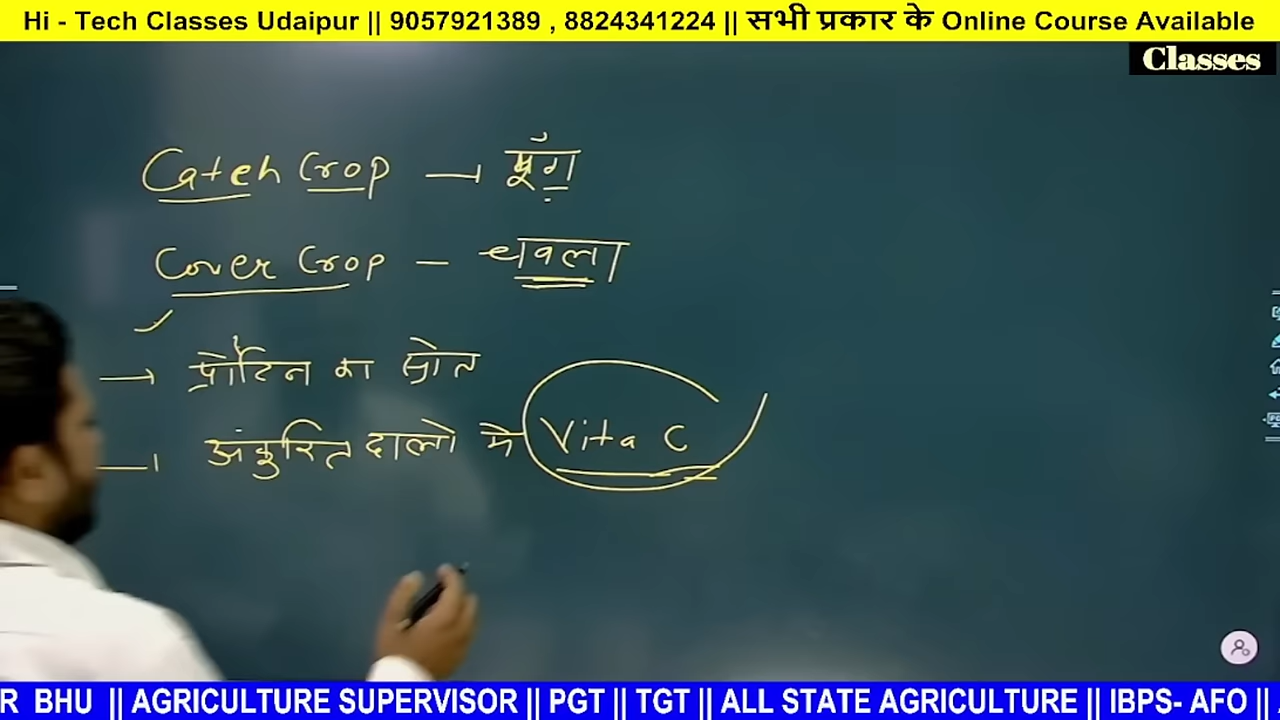 Hi - Tech Classes Udaipur || 9057921389 , 8824341224 || सभी प्रकार के Online Course Available
Classes
Catch Crop → मूँग
Cover Crop - चवला
→ प्रोटिन का स्रोत
→ अंकुरित दालो मे Vita C
R BHU || AGRICULTURE SUPERVISOR || PGT || TGT || ALL STATE AGRICULTURE || IBPS- AFO ||